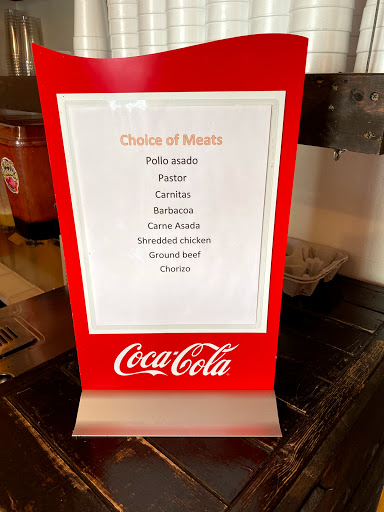 Choice of Meats
Pollo asado
Pastor
Carnitas
Barbacoa
Carne Asada
Shredded chicken
Ground beef
Chorizo
Coca-Cola